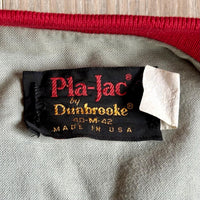 Pla-Jac®
by
Dunbrooke®
40-M-42
MADE IN USA